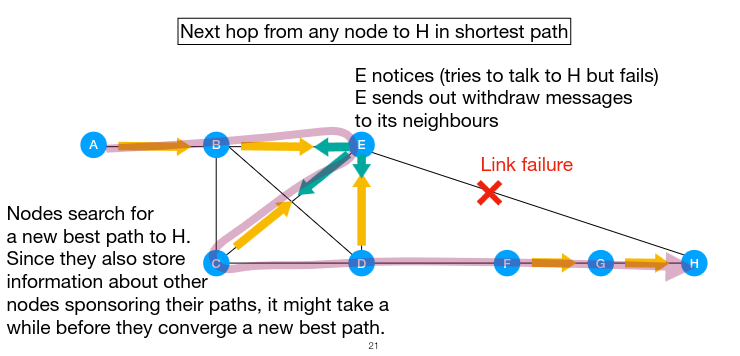 Next hop from any node to H in shortest path
E notices (tries to talk to H but fails)
E sends out withdraw messages
to its neighbours
A
B
E
Link failure
Nodes search for
a new best path to H.
Since they also store
information about other
nodes sponsoring their paths, it might take a
while before they converge a new best path.
C
D
F
G
H
21